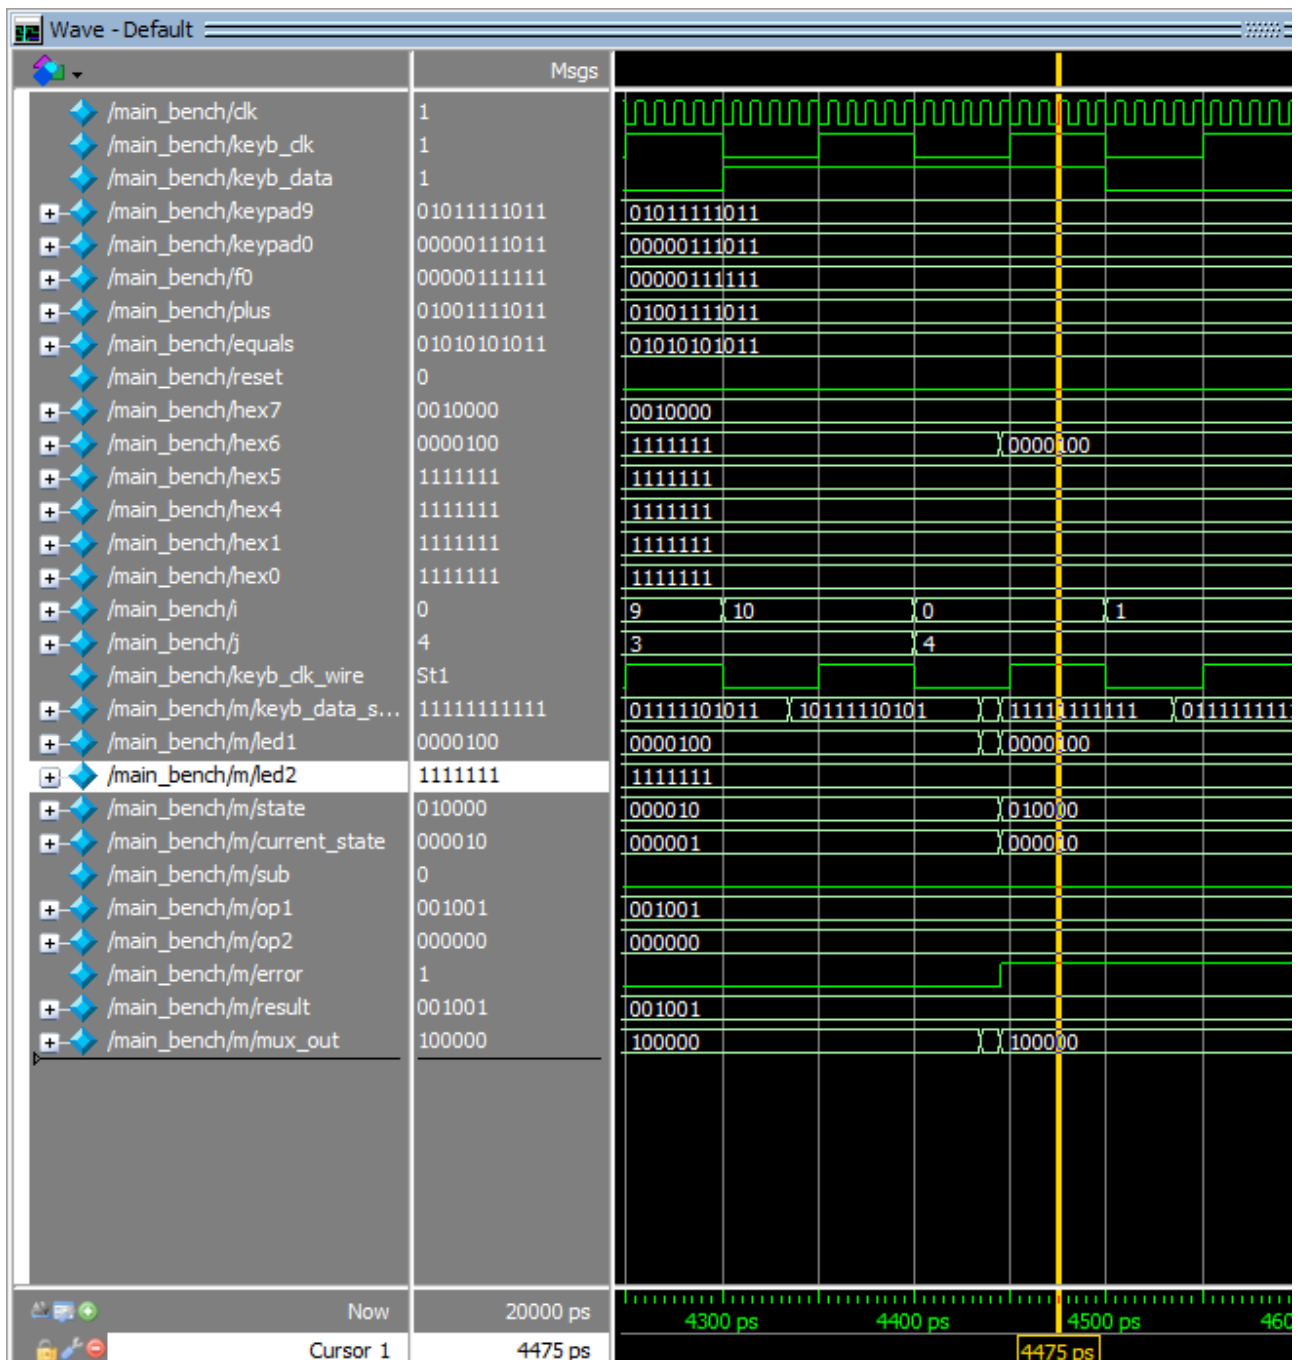 Wave - Default
Msgs
/main_bench/clk 1
/main_bench/keyb_clk 1
/main_bench/keyb_data 1
/main_bench/keypad9 01011111011 01011111011
/main_bench/keypad0 00000111011 00000111011
/main_bench/f0 00000111111 00000111111
/main_bench/plus 01001111011 01001111011
/main_bench/equals 01010101011 01010101011
/main_bench/reset 0
/main_bench/hex7 0010000 0010000
/main_bench/hex6 0000100 1111111 0000100
/main_bench/hex5 1111111 1111111
/main_bench/hex4 1111111 1111111
/main_bench/hex1 1111111 1111111
/main_bench/hex0 1111111 1111111
/main_bench/i 0 9 10 0 1
/main_bench/j 4 3 4
/main_bench/keyb_clk_wire St1
/main_bench/m/keyb_data_s... 11111111111 01111101011 10111110101 11111111111 0111111111
/main_bench/m/led1 0000100 0000100 0000100
/main_bench/m/led2 1111111 1111111
/main_bench/m/state 010000 000010 010000
/main_bench/m/current_state 000010 000001 000010
/main_bench/m/sub 0
/main_bench/m/op1 001001 001001
/main_bench/m/op2 000000 000000
/main_bench/m/error 1
/main_bench/m/result 001001 001001
/main_bench/m/mux_out 100000 100000 100000
Now 20000 ps 4300 ps 4400 ps 4500 ps 460
Cursor 1 4475 ps 4475 ps